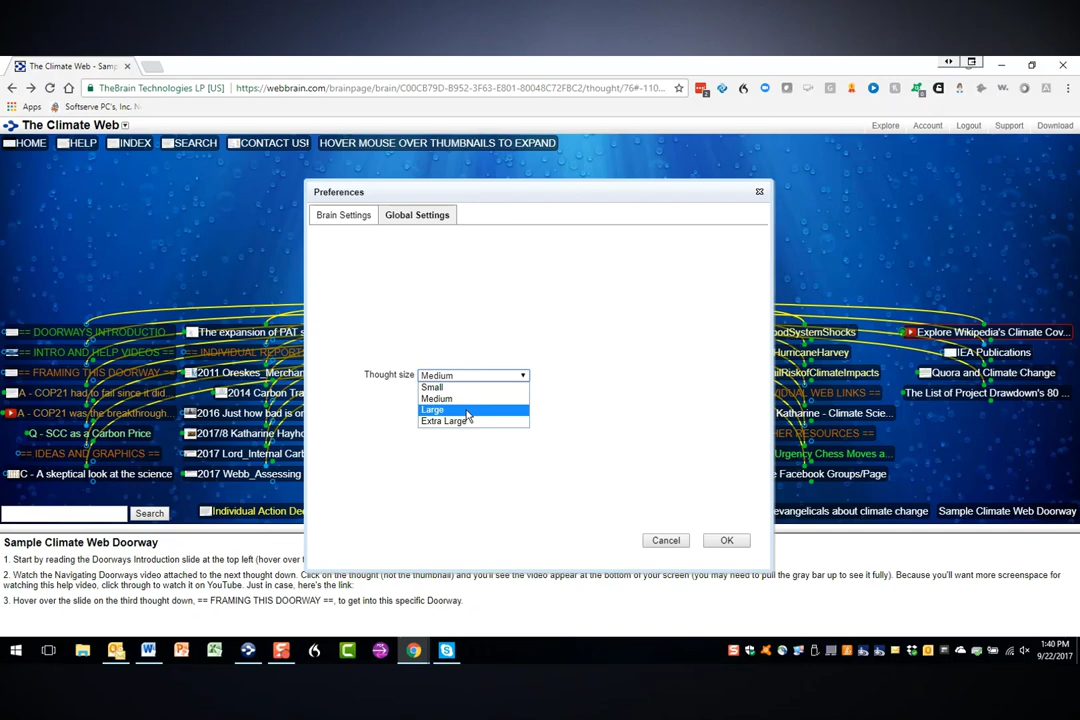 The Climate Web - Samp
TheBrain Technologies LP [US]
https://webbrain.com/brainpage/brain/C00CB79D-B952-3F63-E801-80048C72FBC2/thought/76#-110...
Apps
Softserve PC's, Inc.
The Climate Web
Explore
Account
Logout
Support
Download
HOME
HELP
INDEX
SEARCH
CONTACT US!
HOVER MOUSE OVER THUMBNAILS TO EXPAND
Preferences
Brain Settings
Global Settings
Thought size
Medium
Small
Medium
Large
Extra Large
Cancel
OK
== DOORWAYS INTRODUCTIO...
== INTRO AND HELP VIDEOS ==
== FRAMING THIS DOORWAY ==
A - COP21 had to fail since it did
A - COP21 was the breakthrough...
Q - SCC as a Carbon Price
== IDEAS AND GRAPHICS ==
C - A skeptical look at the science
The expansion of PAT
== INDIVIDUAL REPOR
2011 Oreskes_Merchan
2014 Carbon Tra
2016 Just how bad is
2017/8 Katharine Hayho
2017 Lord_Internal Carb
2017 Webb_Assessing
odSystemShocks
HurricaneHarvey
ilRiskofClimateImpacts
VIDUAL WEB LINKS ==
Katharine - Climate Scie...
HER RESOURCES ==
Urgency Chess Moves a...
e Facebook Groups/Page
Explore Wikipedia's Climate Cov...
IEA Publications
Quora and Climate Change
The List of Project Drawdown's 80 ...
Search
Individual Action De
evangelicals about climate change
Sample Climate Web Doorway
Sample Climate Web Doorway
1. Start by reading the Doorways Introduction slide at the top left (hover over t
2. Watch the Navigating Doorways video attached to the next thought down. Click on the thought (not the thumbnail) and you'll see the video appear at the bottom of your screen (you may need to pull the gray bar up to see it fully). Because you'll want more screenspace for
watching this help video, click through to watch it on YouTube. Just in case, here's the link:
3. Hover over the slide on the third thought down, == FRAMING THIS DOORWAY ==, to get into this specific Doorway.
1:40 PM
9/22/2017